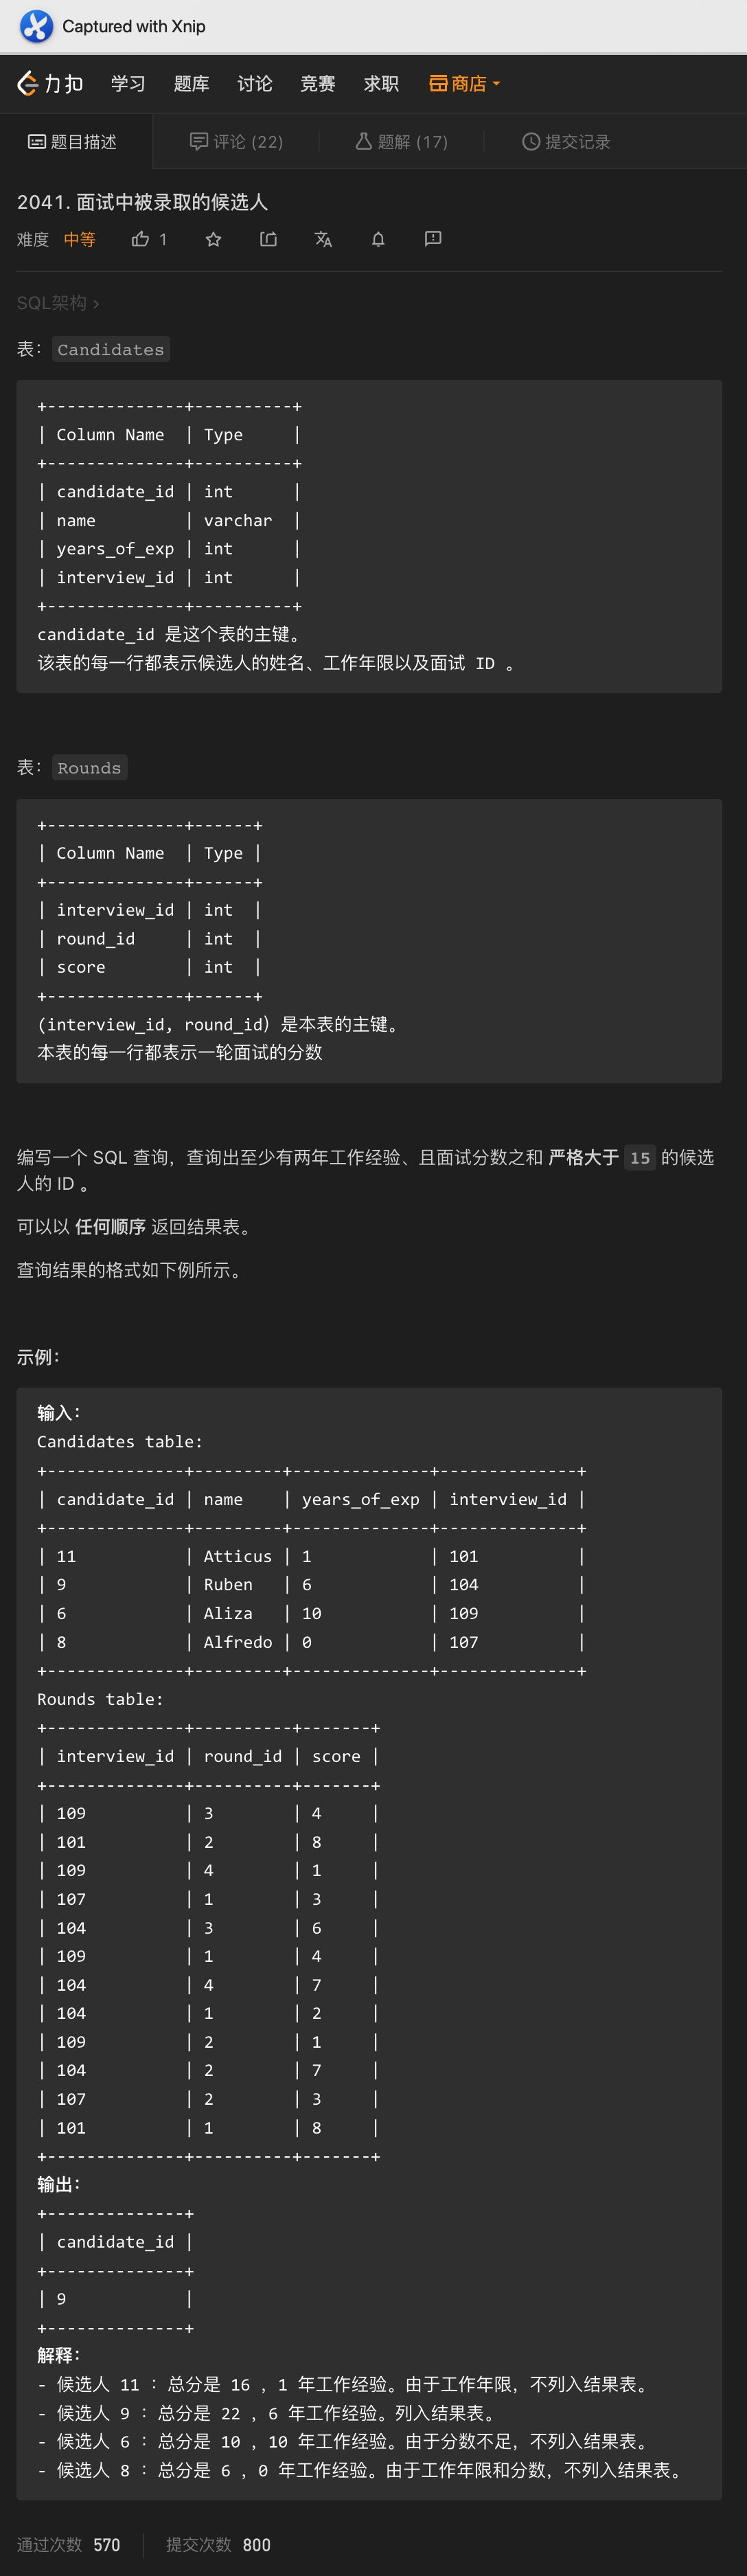 Captured with Xnip
力扣 学习 题库 讨论 竞赛 求职 商店
题目描述 评论 (22) 题解 (17) 提交记录
2041. 面试中被录取的候选人
难度 中等 1
SQL架构 >
表：Candidates
+--------------+----------+
| Column Name  | Type     |
+--------------+----------+
| candidate_id | int      |
| name         | varchar  |
| years_of_exp | int      |
| interview_id | int      |
+--------------+----------+
candidate_id 是这个表的主键。
该表的每一行都表示候选人的姓名、工作年限以及面试 ID 。
表：Rounds
+--------------+------+
| Column Name  | Type |
+--------------+------+
| interview_id | int  |
| round_id     | int  |
| score        | int  |
+--------------+------+
(interview_id, round_id）是本表的主键。
本表的每一行都表示一轮面试的分数
编写一个 SQL 查询，查询出至少有两年工作经验、且面试分数之和 严格大于 15 的候选
人的 ID 。
可以以 任何顺序 返回结果表。
查询结果的格式如下例所示。
示例：
输入：
Candidates table:
+--------------+---------+--------------+--------------+
| candidate_id | name    | years_of_exp | interview_id |
+--------------+---------+--------------+--------------+
| 11           | Atticus | 1            | 101          |
| 9            | Ruben   | 6            | 104          |
| 6            | Aliza   | 10           | 109          |
| 8            | Alfredo | 0            | 107          |
+--------------+---------+--------------+--------------+
Rounds table:
+--------------+----------+-------+
| interview_id | round_id | score |
+--------------+----------+-------+
| 109          | 3        | 4     |
| 101          | 2        | 8     |
| 109          | 4        | 1     |
| 107          | 1        | 3     |
| 104          | 3        | 6     |
| 109          | 1        | 4     |
| 104          | 4        | 7     |
| 104          | 1        | 2     |
| 109          | 2        | 1     |
| 104          | 2        | 7     |
| 107          | 2        | 3     |
| 101          | 1        | 8     |
+--------------+----------+-------+
输出：
+--------------+
| candidate_id |
+--------------+
| 9            |
+--------------+
解释：
- 候选人 11 ：总分是 16 ，1 年工作经验。由于工作年限，不列入结果表。
- 候选人 9 ：总分是 22 ，6 年工作经验。列入结果表。
- 候选人 6 ：总分是 10 ，10 年工作经验。由于分数不足，不列入结果表。
- 候选人 8 ：总分是 6 ，0 年工作经验。由于工作年限和分数，不列入结果表。
通过次数 570 提交次数 800